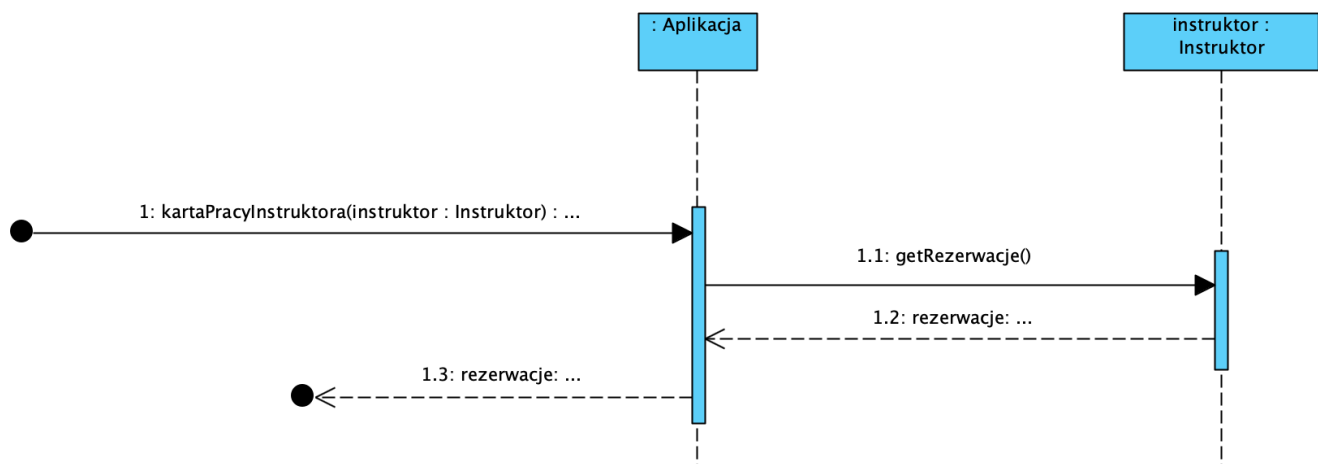 : Aplikacja
instruktor :
Instruktor
1: kartaPracyInstruktora(instruktor : Instruktor) : ...
1.1: getRezerwacje()
1.2: rezerwacje: ...
1.3: rezerwacje: ...